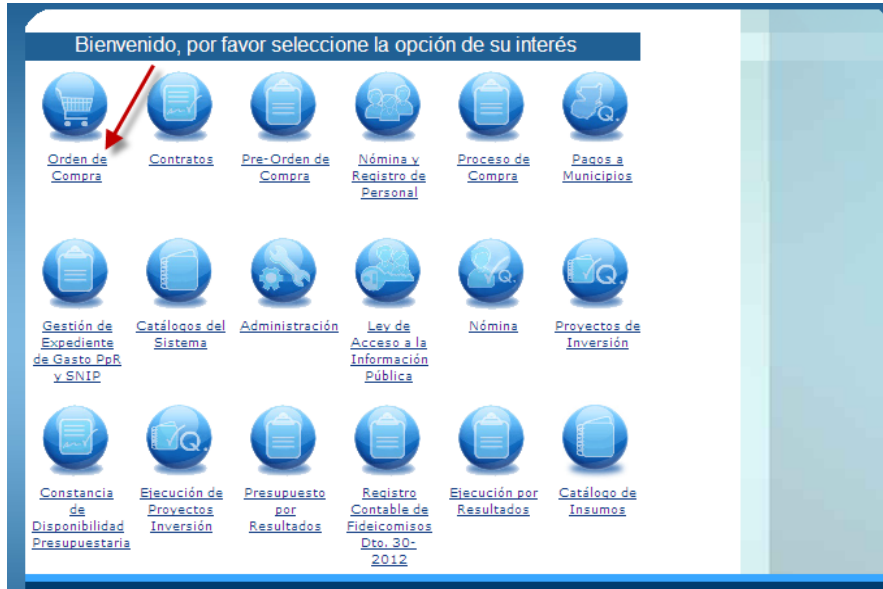 Bienvenido, por favor seleccione la opción de su interés
Orden de
Compra
Contratos
Pre-Orden de
Compra
Nómina y
Registro de
Personal
Proceso de
Compra
Pagos a
Municipios
Q.
Gestión de
Expediente
de Gasto PpR
y SNIP
Catálogos del
Sistema
Administración
Ley de
Acceso a la
Información
Pública
Q.
Nómina
Q.
Proyectos de
Inversión
Constancia
de
Disponibilidad
Presupuestaria
Q.
Ejecución de
Proyectos
Inversión
Presupuesto
por
Resultados
Registro
Contable de
Fideicomisos
Dto. 30-
2012
Ejecución por
Resultados
Catálogo de
Insumos